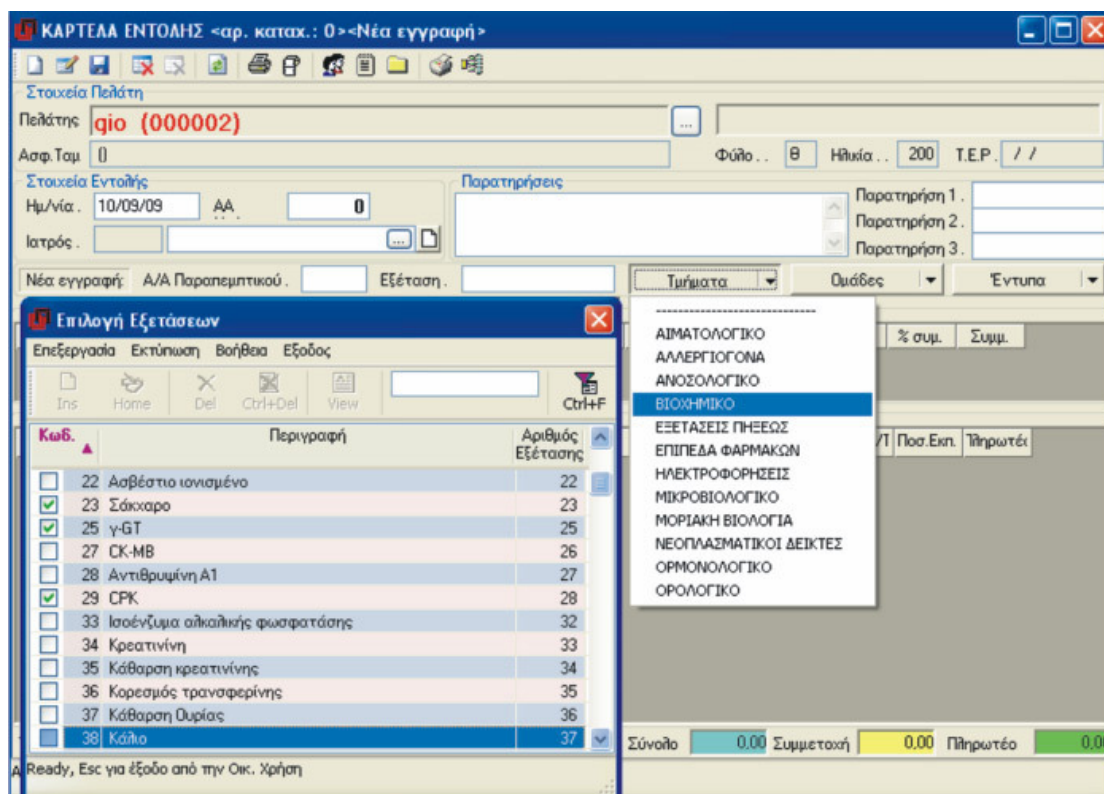 ΚΑΡΤΕΛΑ ΕΝΤΟΛΗΣ <αρ. καταχ.: 0><Νέα εγγραφή>
Στοιχεία Πελάτη
Πελάτης gio (000002) ...
Ασφ.Ταμ 0 Φύλο . . Θ Ηλικία . . 200 Τ.Ε.Ρ . / /
Στοιχεία Εντολής Παρατηρήσεις
Ημ/νία . 10/09/09 ΑΑ 0 Παρατηρήση 1 .
Παρατηρήση 2 .
Ιατρός . ... Παρατηρήση 3 .
Νέα εγγραφή: Α/Α Παραπεμπτικού . Εξέταση . Τμήματα Ομάδες Έντυπα
-------------------------------
ΑΙΜΑΤΟΛΟΓΙΚΟ
ΑΛΛΕΡΓΙΟΓΟΝΑ
ΑΝΟΣΟΛΟΓΙΚΟ
ΒΙΟΧΗΜΙΚΟ
ΕΞΕΤΑΣΕΙΣ ΠΗΞΕΩΣ
ΕΠΙΠΕΔΑ ΦΑΡΜΑΚΩΝ
ΗΛΕΚΤΡΟΦΟΡΗΣΕΙΣ
ΜΙΚΡΟΒΙΟΛΟΓΙΚΟ
ΜΟΡΙΑΚΗ ΒΙΟΛΟΓΙΑ
ΝΕΟΠΛΑΣΜΑΤΙΚΟΙ ΔΕΙΚΤΕΣ
ΟΡΜΟΝΟΛΟΓΙΚΟ
ΟΡΟΛΟΓΙΚΟ
% συμ. Συμμ.
Ποσ.Εκπ. Πληρωτέ
Επιλογή Εξετάσεων
Επεξεργασία Εκτύπωση Βοήθεια Εξοδος
Ins Home Del Ctrl+Del View Ctrl+F
Κωδ. Περιγραφή Αριθμός Εξέτασης
22 Ασβέστιο ιονισμένο 22
23 Σάκχαρο 23
25 γ-GT 25
27 CK-MB 26
28 Αντιθρυψίνη Α1 27
29 CPK 28
33 Ισοένζυμα αλκαλικής φωσφατάσης 32
34 Κρεατινίνη 33
35 Κάθαρση κρεατινίνης 34
36 Κορεσμός τρανσφερίνης 35
37 Κάθαρση Ουρίας 36
38 Κάλιο 37
Ready, Esc για έξοδο από την Οικ. Χρήση
Σύνολο 0,00 Συμμετοχή 0,00 Πληρωτέο